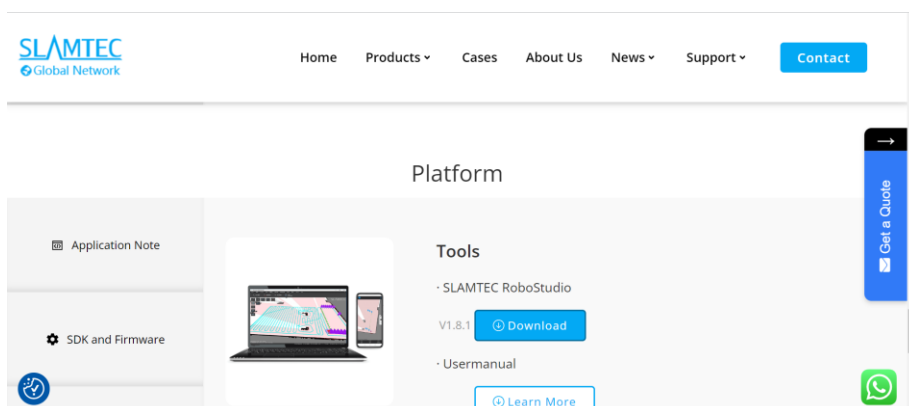 SLAMTEC
Global Network
Home Products Cases About Us News Support Contact
Platform
Get a Quote
Application Note
SDK and Firmware
Tools
· SLAMTEC RoboStudio
V1.8.1 Download
· Usermanual
Learn More